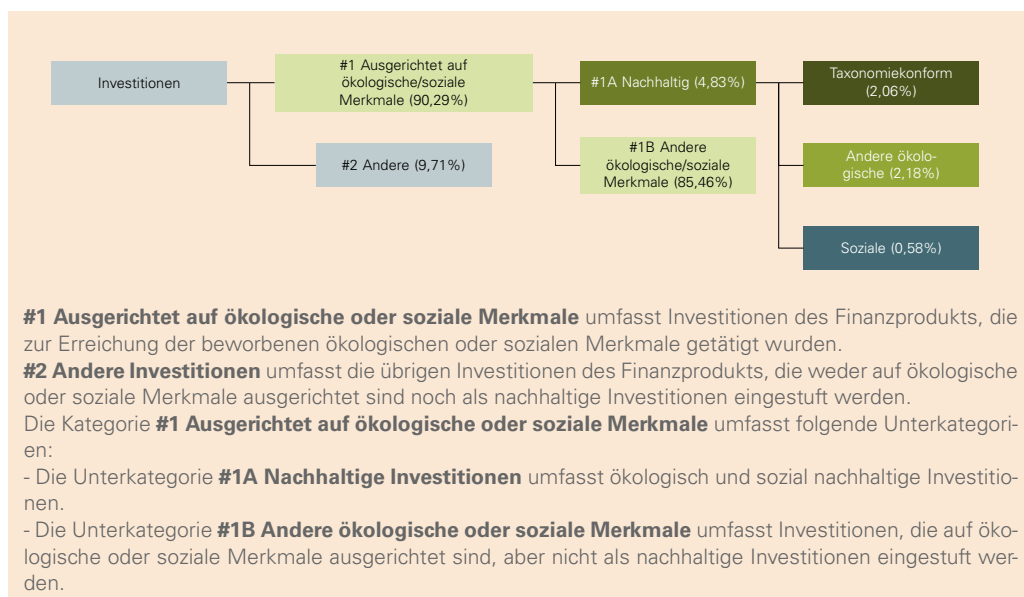 Investitionen
#1 Ausgerichtet auf
ökologische/soziale
Merkmale (90,29%)
#1A Nachhaltig (4,83%)
Taxonomiekonform
(2,06%)
#2 Andere (9,71%)
#1B Andere
ökologische/soziale
Merkmale (85,46%)
Andere ökolo-
gische (2,18%)
Soziale (0,58%)
#1 Ausgerichtet auf ökologische oder soziale Merkmale umfasst Investitionen des Finanzprodukts, die
zur Erreichung der beworbenen ökologischen oder sozialen Merkmale getätigt wurden.
#2 Andere Investitionen umfasst die übrigen Investitionen des Finanzprodukts, die weder auf ökologische
oder soziale Merkmale ausgerichtet sind noch als nachhaltige Investitionen eingestuft werden.
Die Kategorie #1 Ausgerichtet auf ökologische oder soziale Merkmale umfasst folgende Unterkategori-
en:
- Die Unterkategorie #1A Nachhaltige Investitionen umfasst ökologisch und sozial nachhaltige Investitio-
nen.
- Die Unterkategorie #1B Andere ökologische oder soziale Merkmale umfasst Investitionen, die auf öko-
logische oder soziale Merkmale ausgerichtet sind, aber nicht als nachhaltige Investitionen eingestuft wer-
den.